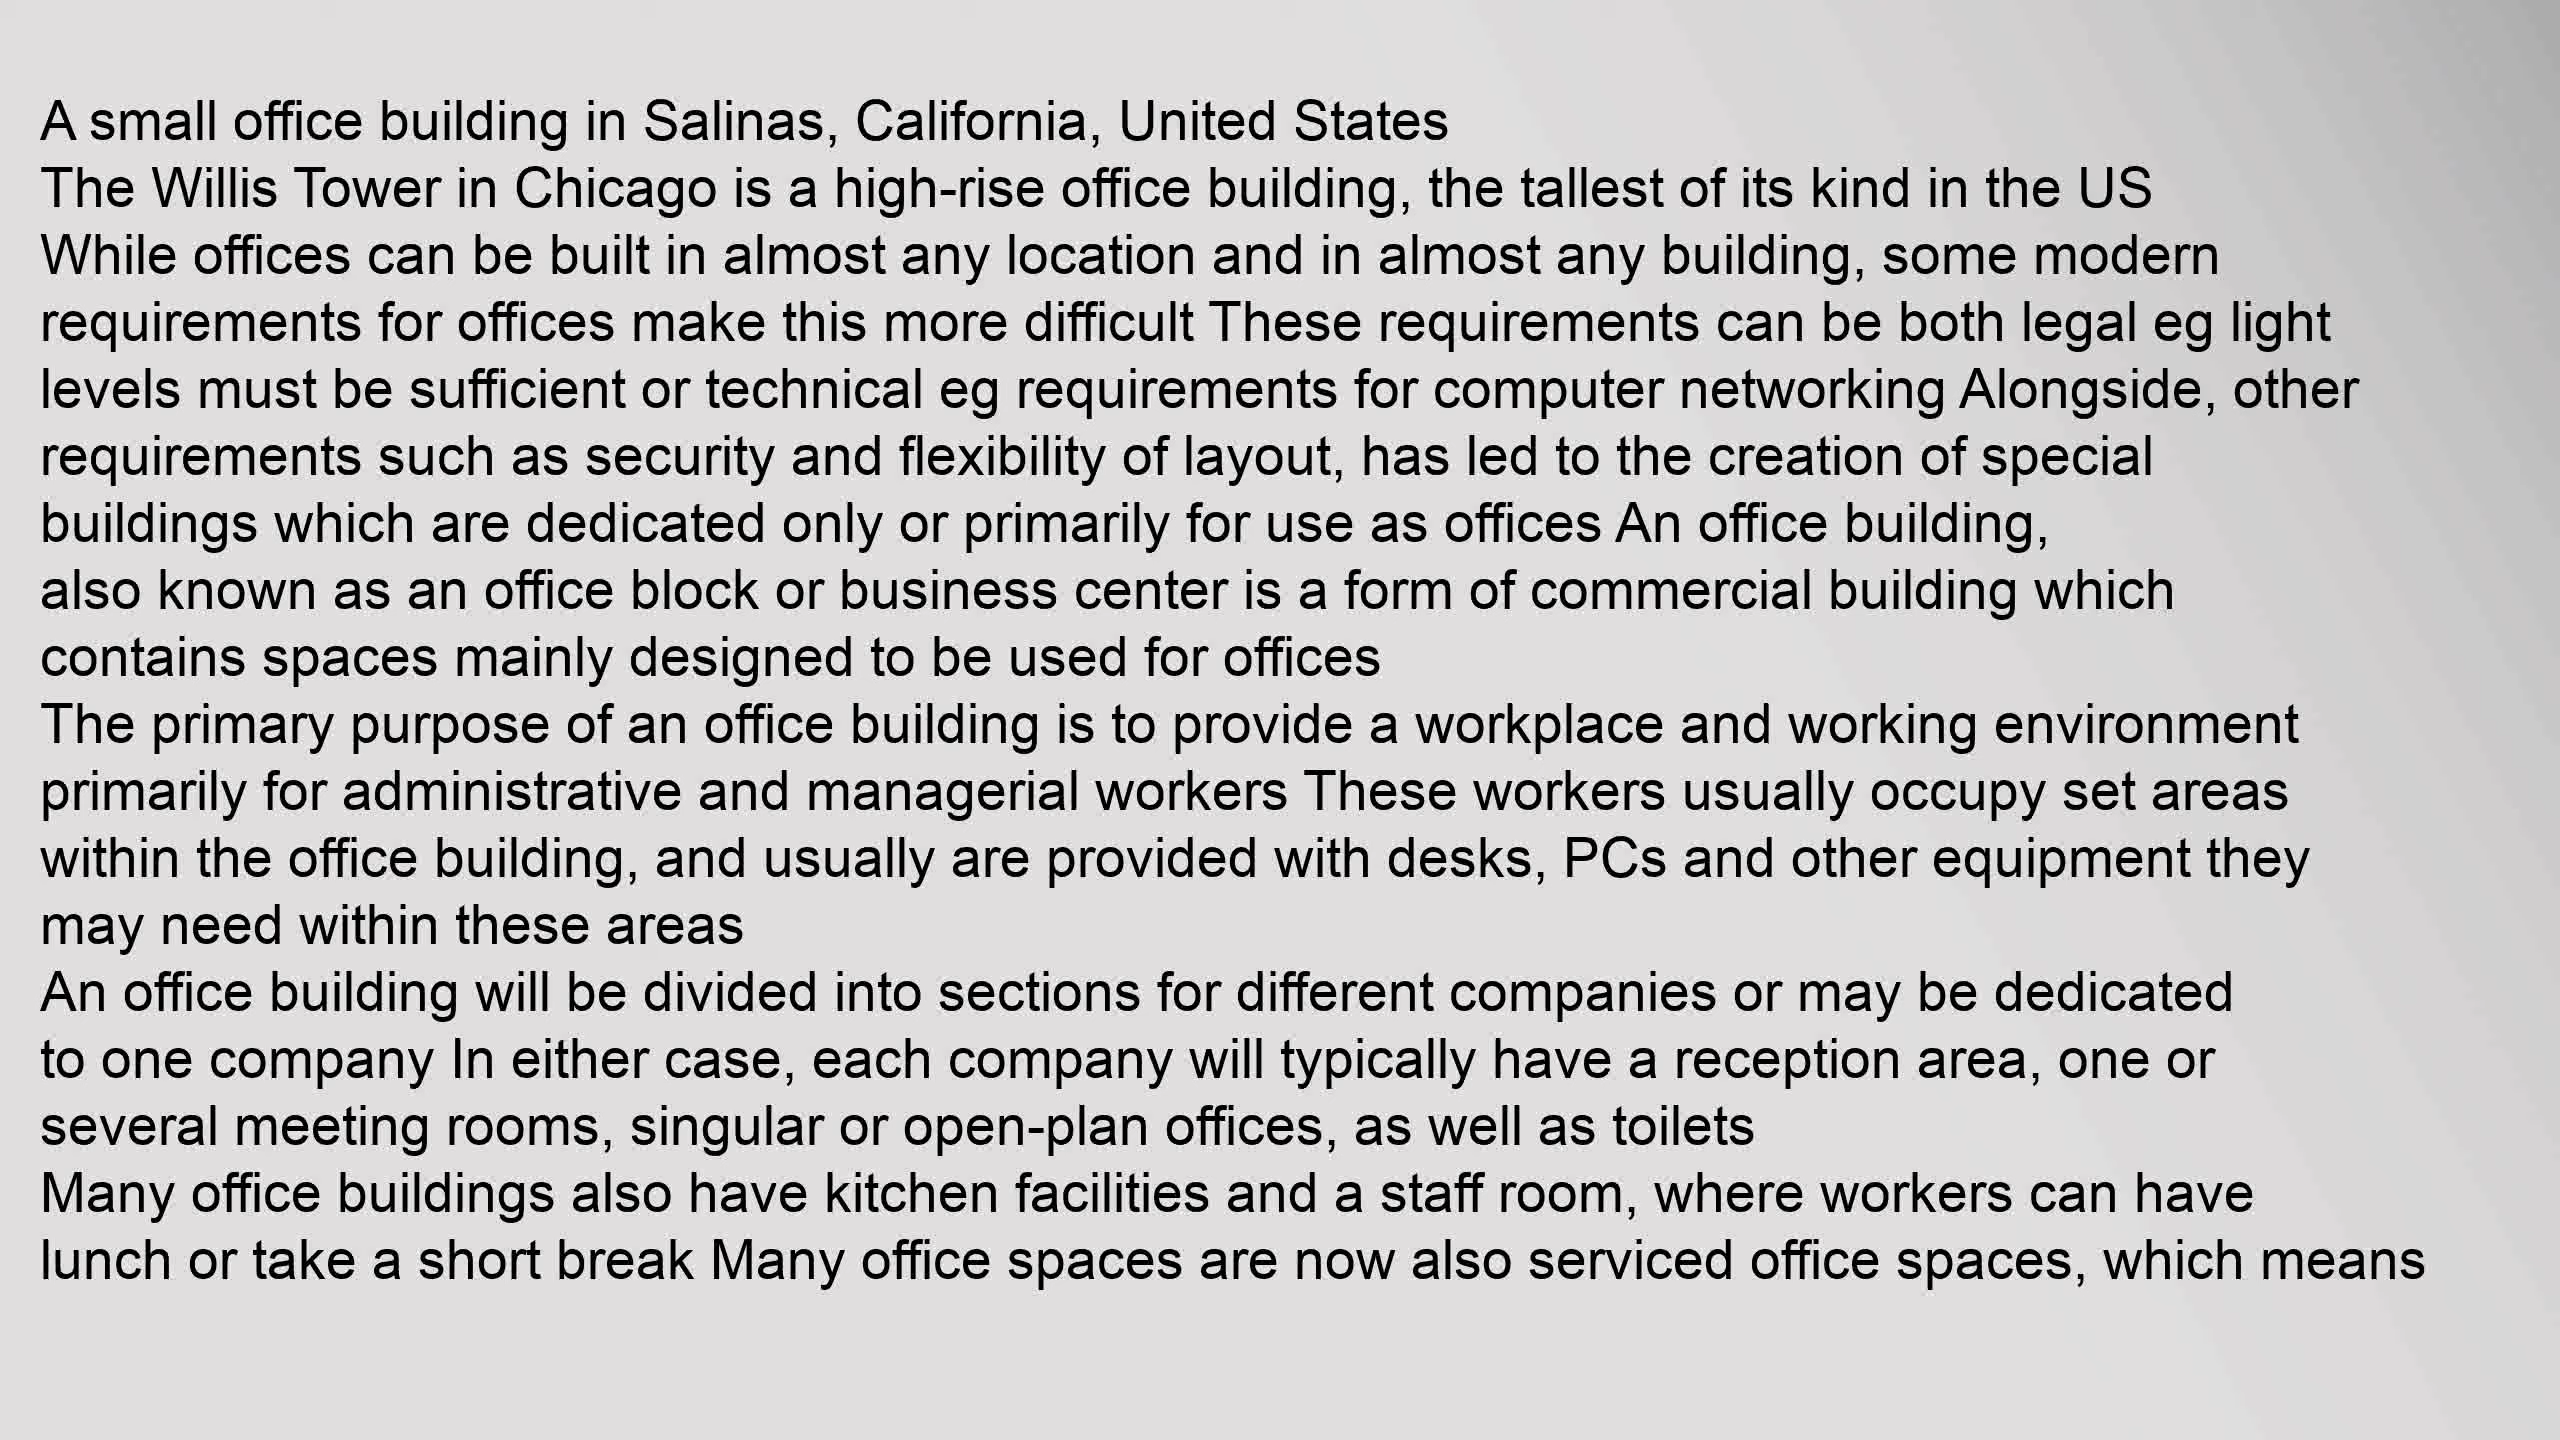 A small office building in Salinas, California, United States
The Willis Tower in Chicago is a high-rise office building, the tallest of its kind in the US
While offices can be built in almost any location and in almost any building, some modern
requirements for offices make this more difficult These requirements can be both legal eg light
levels must be sufficient or technical eg requirements for computer networking Alongside, other
requirements such as security and flexibility of layout, has led to the creation of special
buildings which are dedicated only or primarily for use as offices An office building,
also known as an office block or business center is a form of commercial building which
contains spaces mainly designed to be used for offices
The primary purpose of an office building is to provide a workplace and working environment
primarily for administrative and managerial workers These workers usually occupy set areas
within the office building, and usually are provided with desks, PCs and other equipment they
may need within these areas
An office building will be divided into sections for different companies or may be dedicated
to one company In either case, each company will typically have a reception area, one or
several meeting rooms, singular or open-plan offices, as well as toilets
Many office buildings also have kitchen facilities and a staff room, where workers can have
lunch or take a short break Many office spaces are now also serviced office spaces, which means